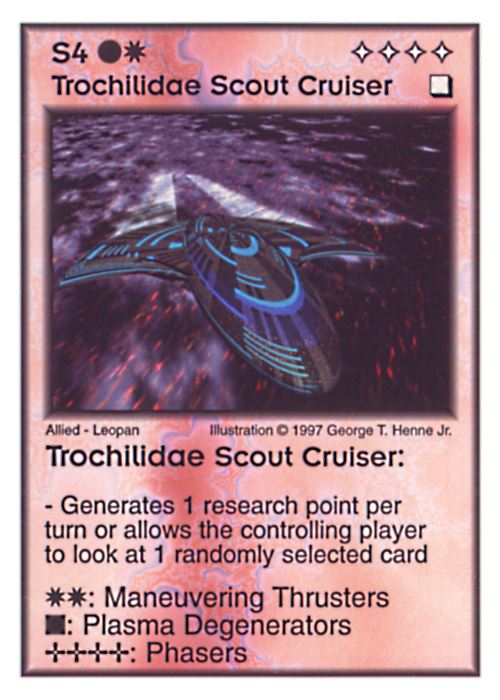 S4 ●✷ ✧✧✧✧
Trochilidae Scout Cruiser ❑
Allied - Leopan Illustration © 1997 George T. Henne Jr.
Trochilidae Scout Cruiser:
- Generates 1 research point per
turn or allows the controlling player
to look at 1 randomly selected card
✷✷: Maneuvering Thrusters
■: Plasma Degenerators
✢✢✢✢: Phasers